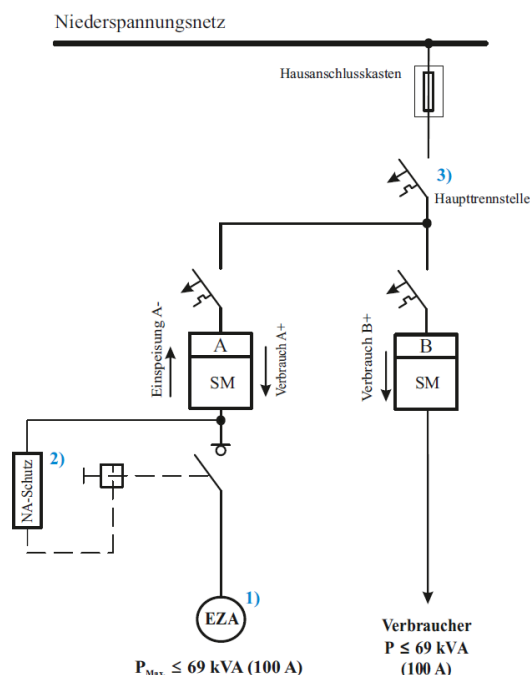 Niederspannungsnetz
Hausanschlusskasten
3)
Haupttrennstelle
Einspeisung A-
A
SM
Verbrauch A+
Verbrauch B+
B
SM
NA-Schutz
2)
1)
EZA
P Max. ≤ 69 kVA (100 A)
Verbraucher
P ≤ 69 kVA
(100 A)